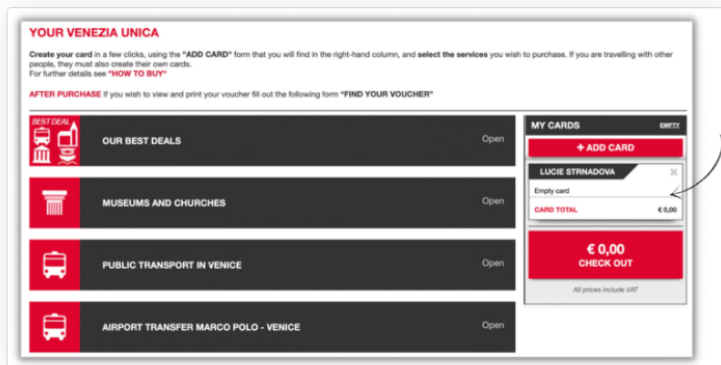 YOUR VENEZIA UNICA
Create your card in a few clicks, using the "ADD CARD" form that you will find in the right-hand column, and select the services you wish to purchase. If you are travelling with other
people, they must also create their own cards.
For further details see "HOW TO BUY"
AFTER PURCHASE If you wish to view and print your voucher fill out the following form "FIND YOUR VOUCHER"
BEST DEAL
OUR BEST DEALS
Open
MUSEUMS AND CHURCHES
Open
PUBLIC TRANSPORT IN VENICE
Open
AIRPORT TRANSFER MARCO POLO - VENICE
Open
MY CARDS
EMPTY
+ ADD CARD
LUCIE STRNADOVA
Empty card
CARD TOTAL
€ 0,00
€ 0,00
CHECK OUT
All prices include VAT